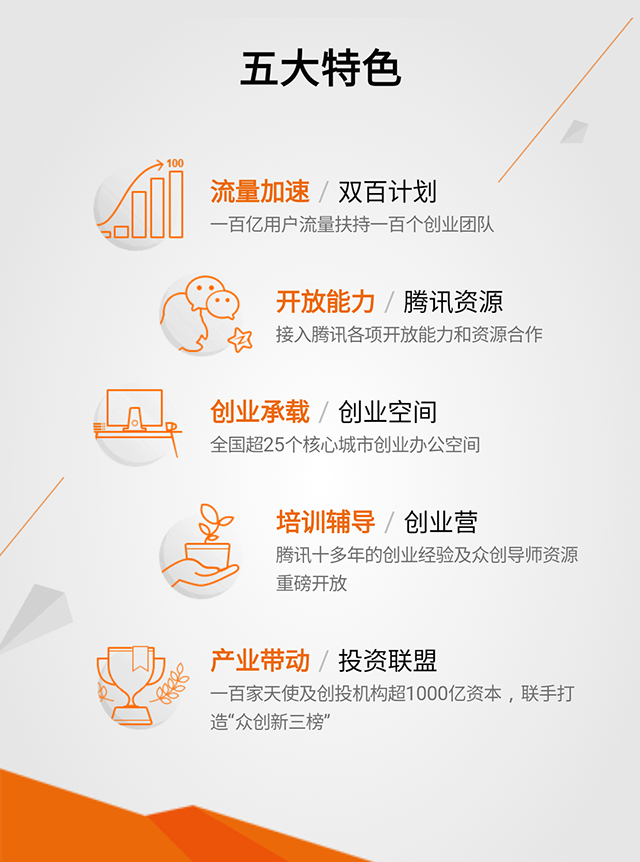 五大特色
100
流量加速 / 双百计划
一百亿用户流量扶持一百个创业团队
开放能力 / 腾讯资源
接入腾讯各项开放能力和资源合作
创业承载 / 创业空间
全国超25个核心城市创业办公空间
培训辅导 / 创业营
腾讯十多年的创业经验及众创导师资源
重磅开放
产业带动 / 投资联盟
一百家天使及创投机构超1000亿资本，联手打
造“众创新三榜”